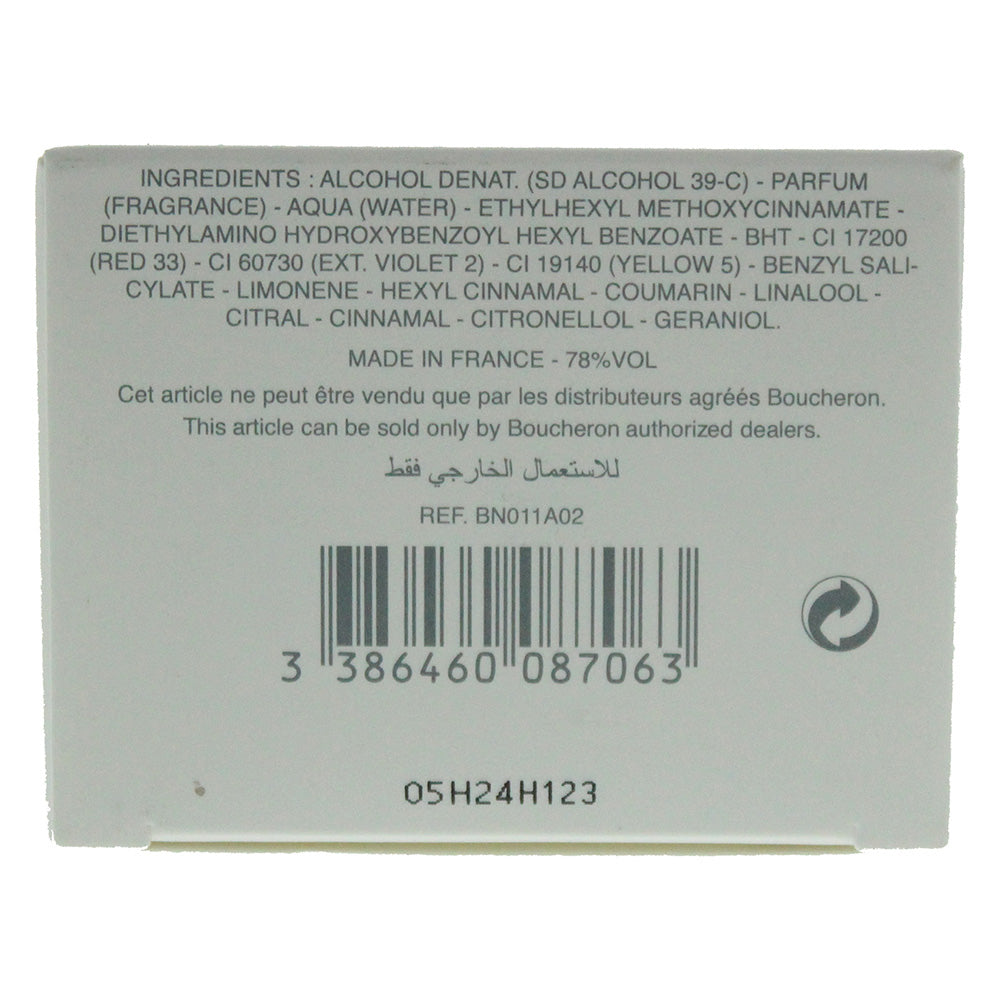 INGREDIENTS : ALCOHOL DENAT. (SD ALCOHOL 39-C) - PARFUM
(FRAGRANCE) - AQUA (WATER) - ETHYLHEXYL METHOXYCINNAMATE -
DIETHYLAMINO HYDROXYBENZOYL HEXYL BENZOATE - BHT - CI 17200
(RED 33) - CI 60730 (EXT. VIOLET 2) - CI 19140 (YELLOW 5) - BENZYL SALI-
CYLATE - LIMONENE - HEXYL CINNAMAL - COUMARIN - LINALOOL -
CITRAL - CINNAMAL - CITRONELLOL - GERANIOL.
MADE IN FRANCE - 78%VOL
Cet article ne peut être vendu que par les distributeurs agréés Boucheron.
This article can be sold only by Boucheron authorized dealers.
للاستعمال الخارجي فقط
REF. BN011A02
3 386460 087063
05H24H123